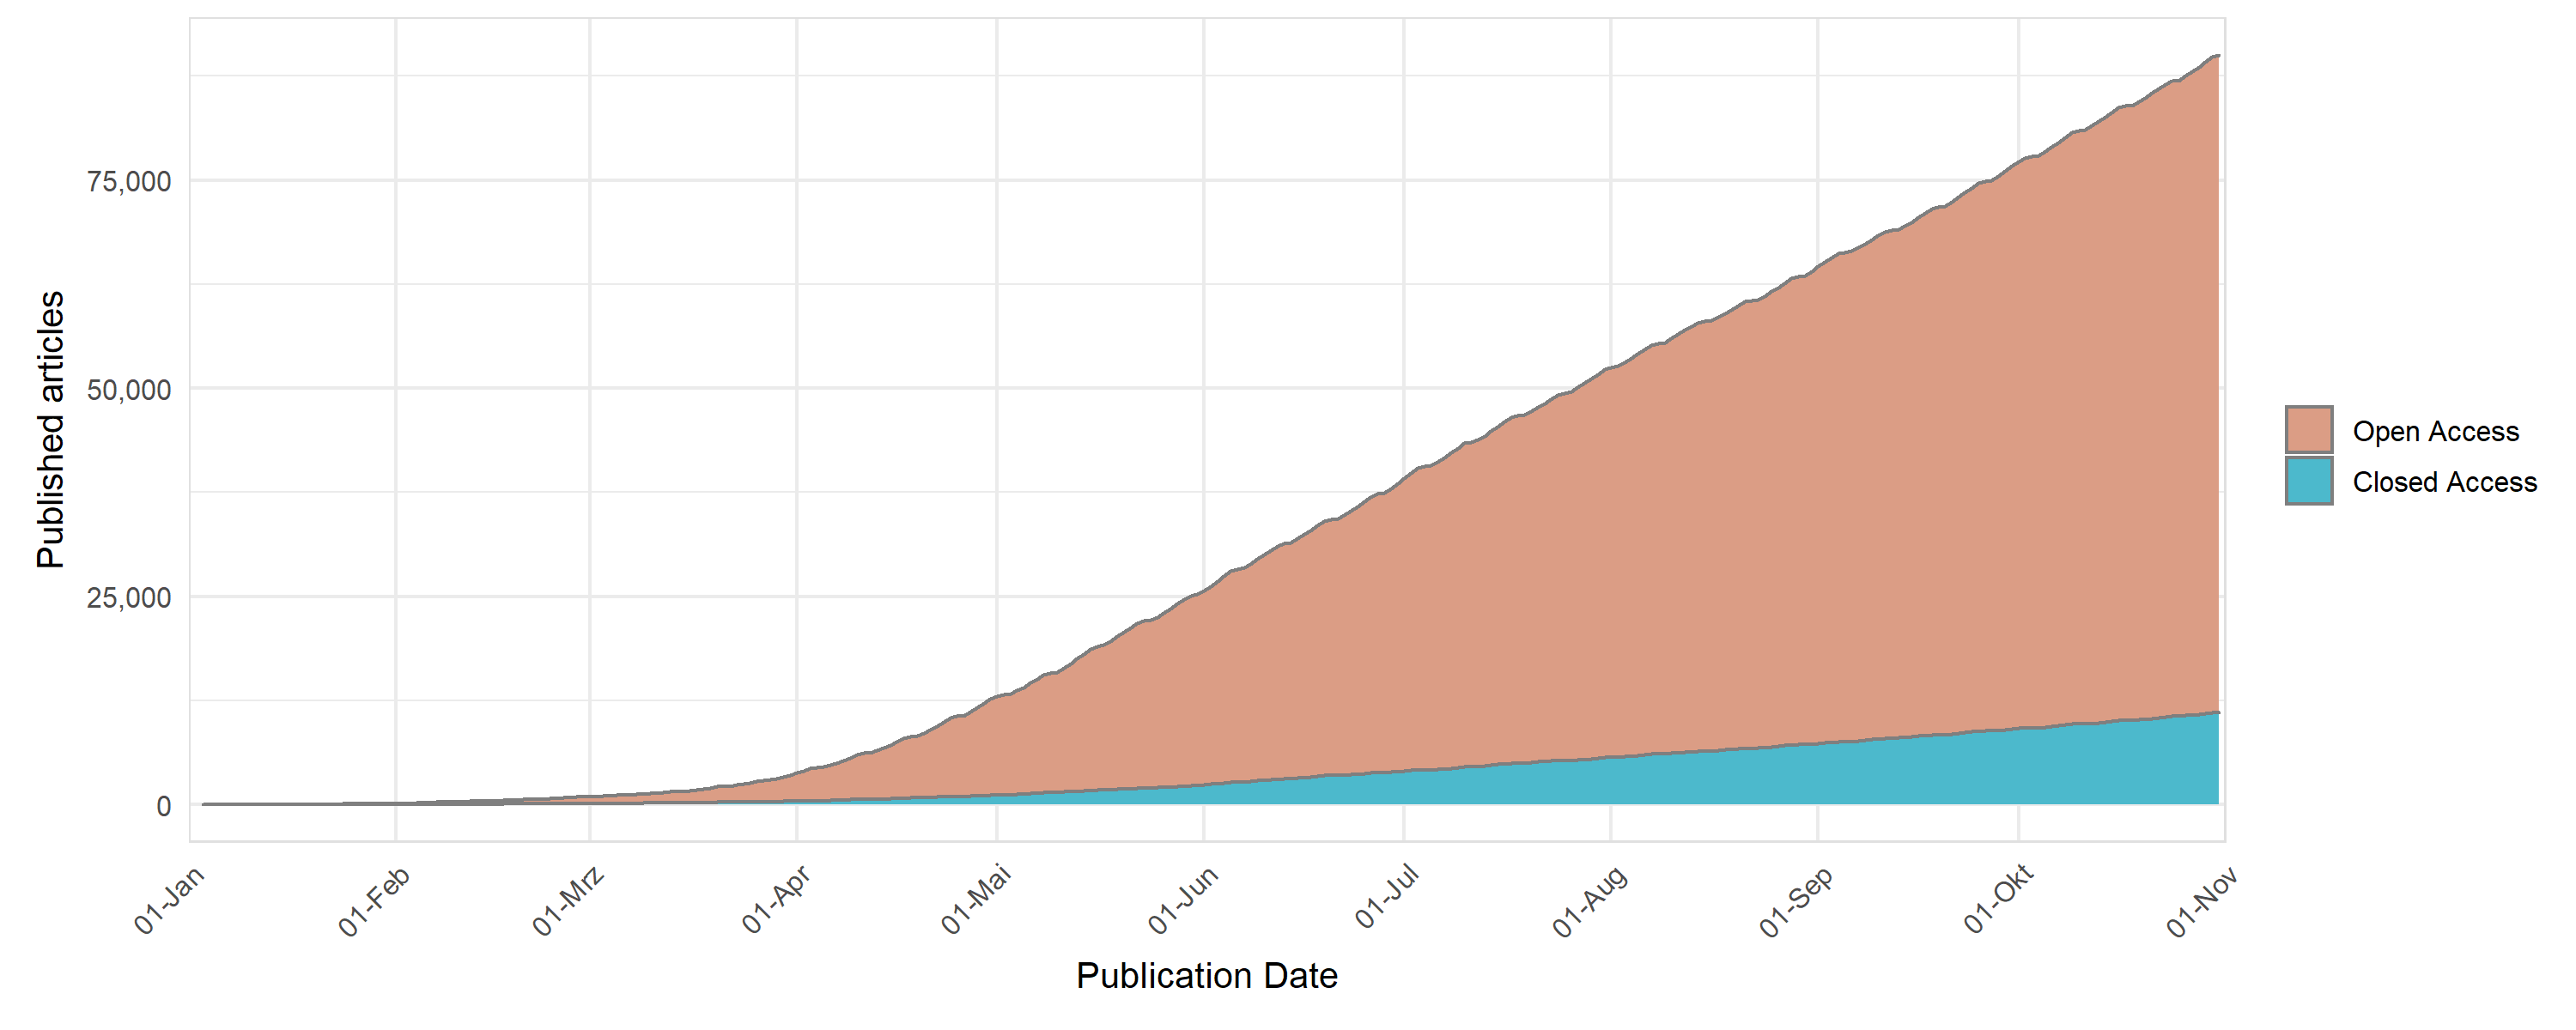 Published articles
75,000
50,000
25,000
0
01-Jan
01-Feb
01-Mrz
01-Apr
01-Mai
01-Jun
01-Jul
01-Aug
01-Sep
01-Okt
01-Nov
Publication Date
Open Access
Closed Access